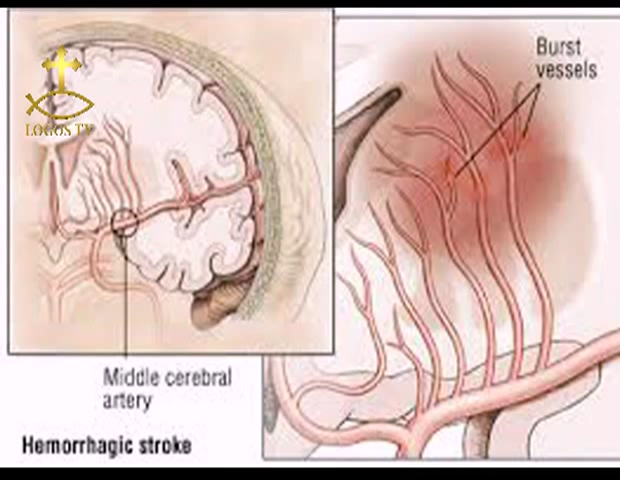 LOGOS TV
Burst
vessels
Middle cerebral
artery
Hemorrhagic stroke